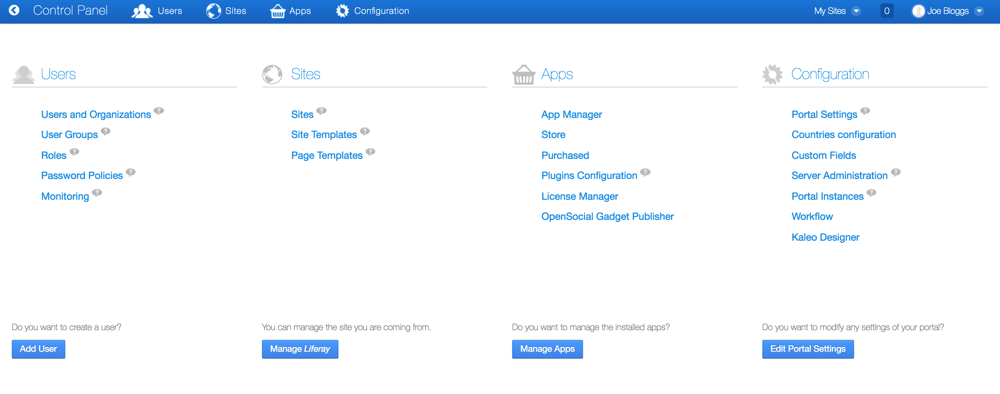 Control Panel
Users
Sites
Apps
Configuration
My Sites
0
Joe Bloggs
Users
Users and Organizations ?
User Groups ?
Roles ?
Password Policies ?
Monitoring ?
Do you want to create a user?
Add User
Sites
Sites ?
Site Templates ?
Page Templates ?
You can manage the site you are coming from.
Manage Liferay
Apps
App Manager
Store
Purchased
Plugins Configuration ?
License Manager
OpenSocial Gadget Publisher
Do you want to manage the installed apps?
Manage Apps
Configuration
Portal Settings ?
Countries configuration
Custom Fields
Server Administration ?
Portal Instances ?
Workflow
Kaleo Designer
Do you want to modify any settings of your portal?
Edit Portal Settings